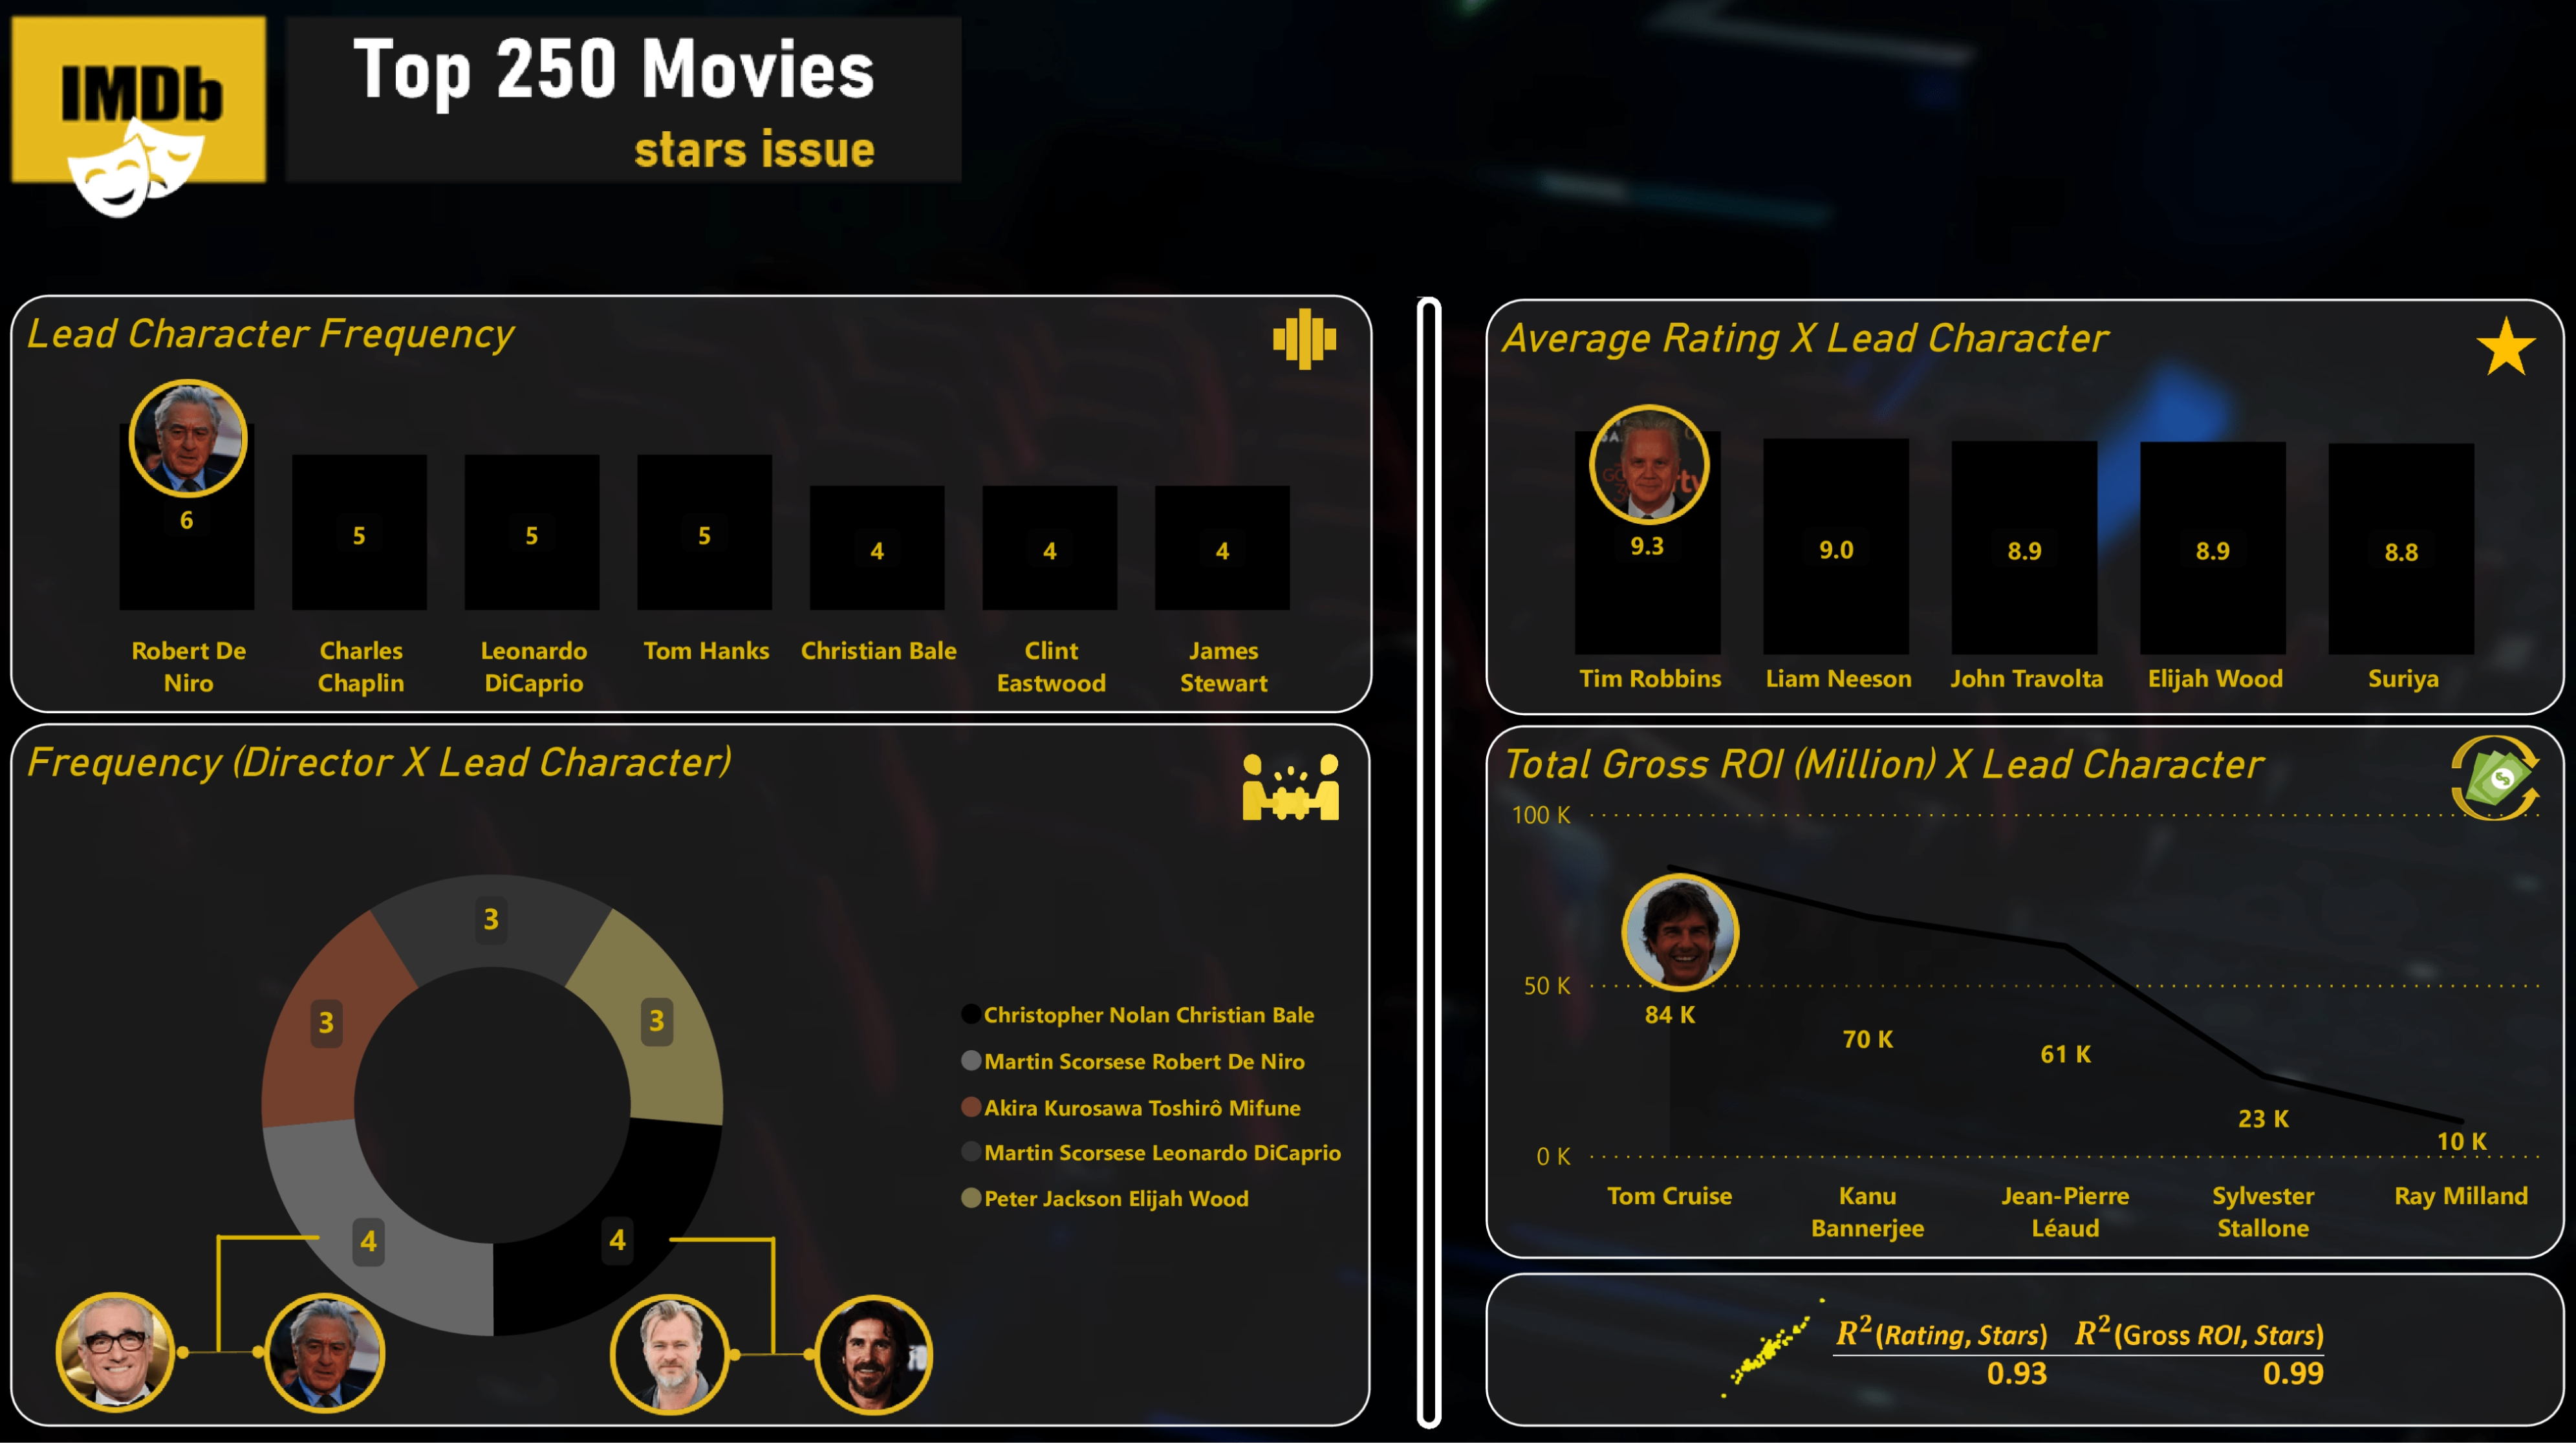 IMDb
Top 250 Movies
stars issue
Lead Character Frequency
6
5
5
5
4
4
4
Robert De
Niro
Charles
Chaplin
Leonardo
DiCaprio
Tom Hanks
Christian Bale
Clint
Eastwood
James
Stewart
Average Rating X Lead Character
9.3
9.0
8.9
8.9
8.8
Tim Robbins
Liam Neeson
John Travolta
Elijah Wood
Suriya
Frequency (Director X Lead Character)
3
3
3
4
4
Christopher Nolan Christian Bale
Martin Scorsese Robert De Niro
Akira Kurosawa Toshirô Mifune
Martin Scorsese Leonardo DiCaprio
Peter Jackson Elijah Wood
Total Gross ROI (Million) X Lead Character
100 K
50 K
0 K
84 K
70 K
61 K
23 K
10 K
Tom Cruise
Kanu
Bannerjee
Jean-Pierre
Léaud
Sylvester
Stallone
Ray Milland
R² (Rating, Stars) R² (Gross ROI, Stars)
0.93 0.99